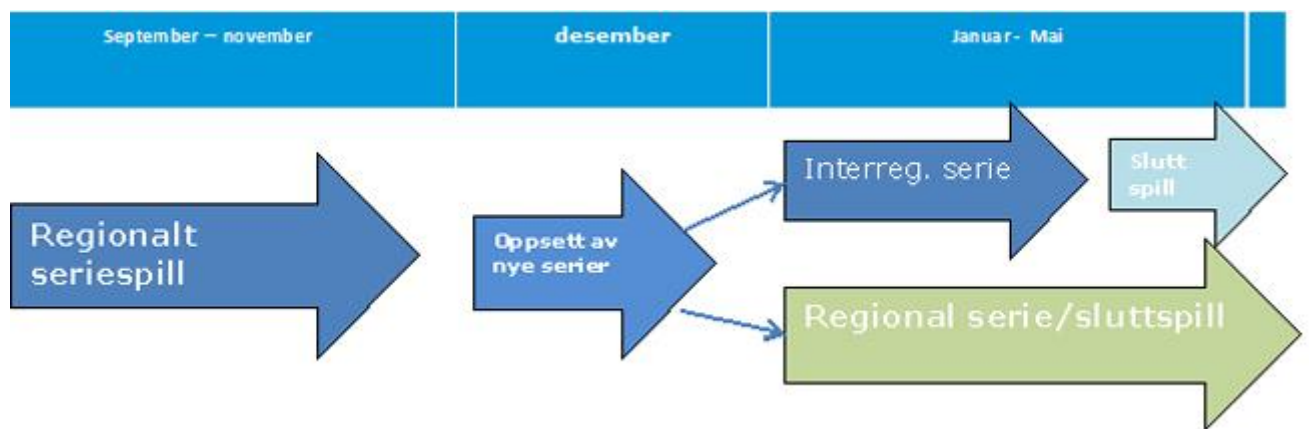 September – november
desember
Januar- Mai
Interreg. serie
Slutt
spill
Regionalt
seriespill
Oppsett av
nye serier
Regional serie/sluttspill